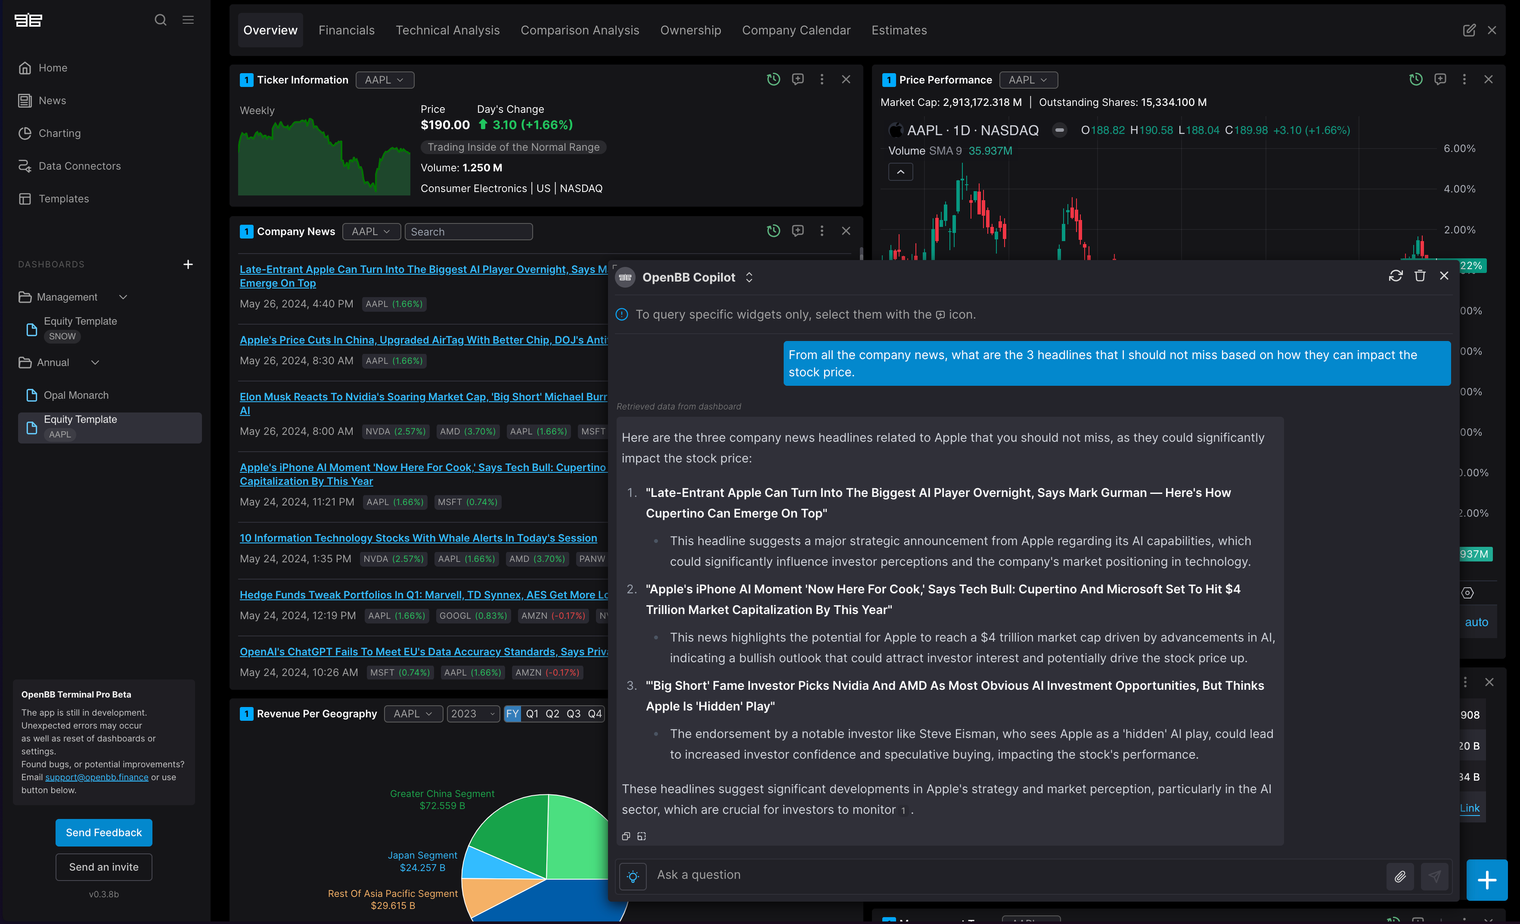 Home
News
Charting
Data Connectors
Templates
DASHBOARDS
Management
Equity Template
SNOW
Annual
Opal Monarch
Equity Template
AAPL
OpenBB Terminal Pro Beta
The app is still in development.
Unexpected errors may occur
as well as reset of dashboards or
settings.
Found bugs, or potential improvements?
Email support@openbb.finance or use
button below.
Send Feedback
Send an invite
v0.3.8b
Overview Financials Technical Analysis Comparison Analysis Ownership Company Calendar Estimates
1 Ticker Information AAPL
Weekly
Price Day's Change
$190.00 3.10 (+1.66%)
Trading Inside of the Normal Range
Volume: 1.250 M
Consumer Electronics | US | NASDAQ
1 Price Performance AAPL
Market Cap: 2,913,172.318 M | Outstanding Shares: 15,334.100 M
AAPL · 1D · NASDAQ O188.82 H190.58 L188.04 C189.98 +3.10 (+1.66%)
Volume SMA 9 35.937M
6.00%
4.00%
2.00%
22%
00%
00%
00%
00%
0.00%
2.00%
937M
auto
1 Company News AAPL Search
Late-Entrant Apple Can Turn Into The Biggest AI Player Overnight, Says M
Emerge On Top
May 26, 2024, 4:40 PM AAPL (1.66%)
Apple's Price Cuts In China, Upgraded AirTag With Better Chip, DOJ's Anti
May 26, 2024, 8:30 AM AAPL (1.66%)
Elon Musk Reacts To Nvidia's Soaring Market Cap, 'Big Short' Michael Burr
AI
May 26, 2024, 8:00 AM NVDA (2.57%) AMD (3.70%) AAPL (1.66%) MSFT
Apple's iPhone AI Moment 'Now Here For Cook,' Says Tech Bull: Cupertino
Capitalization By This Year
May 24, 2024, 11:21 PM AAPL (1.66%) MSFT (0.74%)
10 Information Technology Stocks With Whale Alerts In Today's Session
May 24, 2024, 1:35 PM NVDA (2.57%) AAPL (1.66%) AMD (3.70%) PANW
Hedge Funds Tweak Portfolios In Q1: Marvell, TD Synnex, AES Get More Lo
May 24, 2024, 12:19 PM AAPL (1.66%) GOOGL (0.83%) AMZN (-0.17%)
OpenAI's ChatGPT Fails To Meet EU's Data Accuracy Standards, Says Priva
May 24, 2024, 10:26 AM MSFT (0.74%) AAPL (1.66%) AMZN (-0.17%)
1 Revenue Per Geography AAPL 2023 FY Q1 Q2 Q3 Q4
Greater China Segment
$72.559 B
Japan Segment
$24.257 B
Rest Of Asia Pacific Segment
$29.615 B
OpenBB Copilot
To query specific widgets only, select them with the icon.
From all the company news, what are the 3 headlines that I should not miss based on how they can impact the
stock price.
Retrieved data from dashboard
Here are the three company news headlines related to Apple that you should not miss, as they could significantly
impact the stock price:
1. "Late-Entrant Apple Can Turn Into The Biggest AI Player Overnight, Says Mark Gurman — Here's How
Cupertino Can Emerge On Top"
This headline suggests a major strategic announcement from Apple regarding its AI capabilities, which
could significantly influence investor perceptions and the company's market positioning in technology.
2. "Apple's iPhone AI Moment 'Now Here For Cook,' Says Tech Bull: Cupertino And Microsoft Set To Hit $4
Trillion Market Capitalization By This Year"
This news highlights the potential for Apple to reach a $4 trillion market cap driven by advancements in AI,
indicating a bullish outlook that could attract investor interest and potentially drive the stock price up.
3. "'Big Short' Fame Investor Picks Nvidia And AMD As Most Obvious AI Investment Opportunities, But Thinks
Apple Is 'Hidden' Play"
The endorsement by a notable investor like Steve Eisman, who sees Apple as a 'hidden' AI play, could lead
to increased investor confidence and speculative buying, impacting the stock's performance.
These headlines suggest significant developments in Apple's strategy and market perception, particularly in the AI
sector, which are crucial for investors to monitor 1 .
Ask a question
908
20 B
34 B
Link